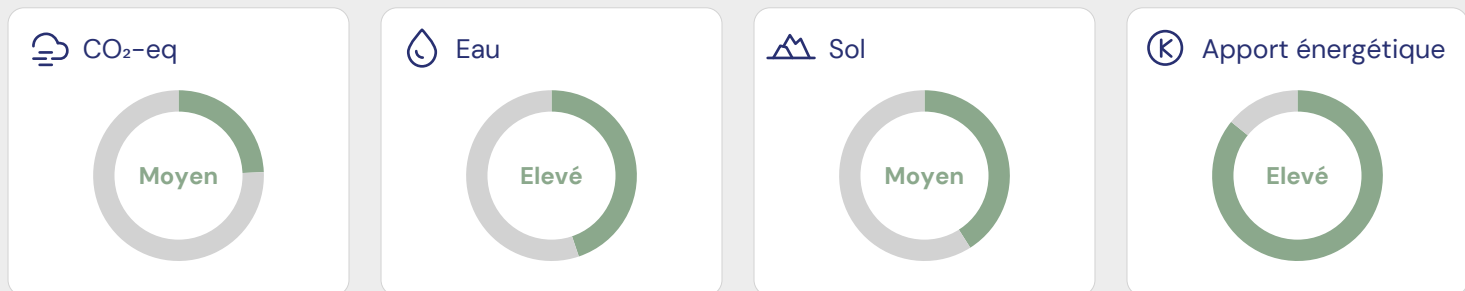 CO₂-eq
Moyen
Eau
Elevé
Sol
Moyen
Apport énergétique
Elevé